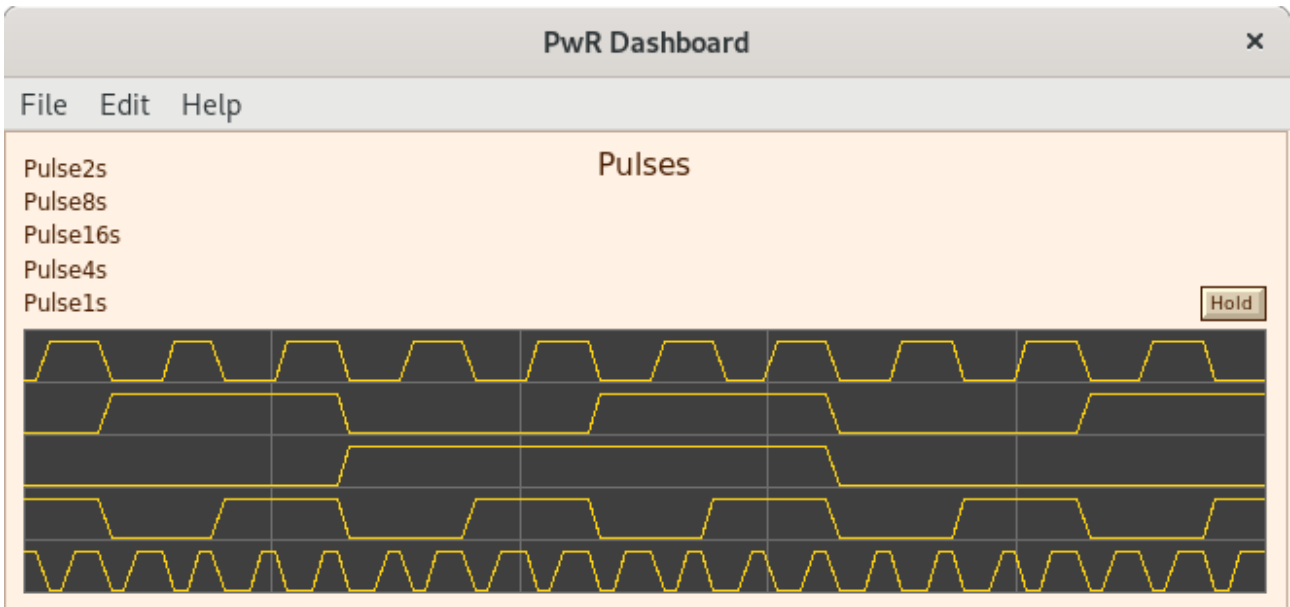 PwR Dashboard ×
File Edit Help
Pulses
Pulse2s
Pulse8s
Pulse16s
Pulse4s
Pulse1s
Hold